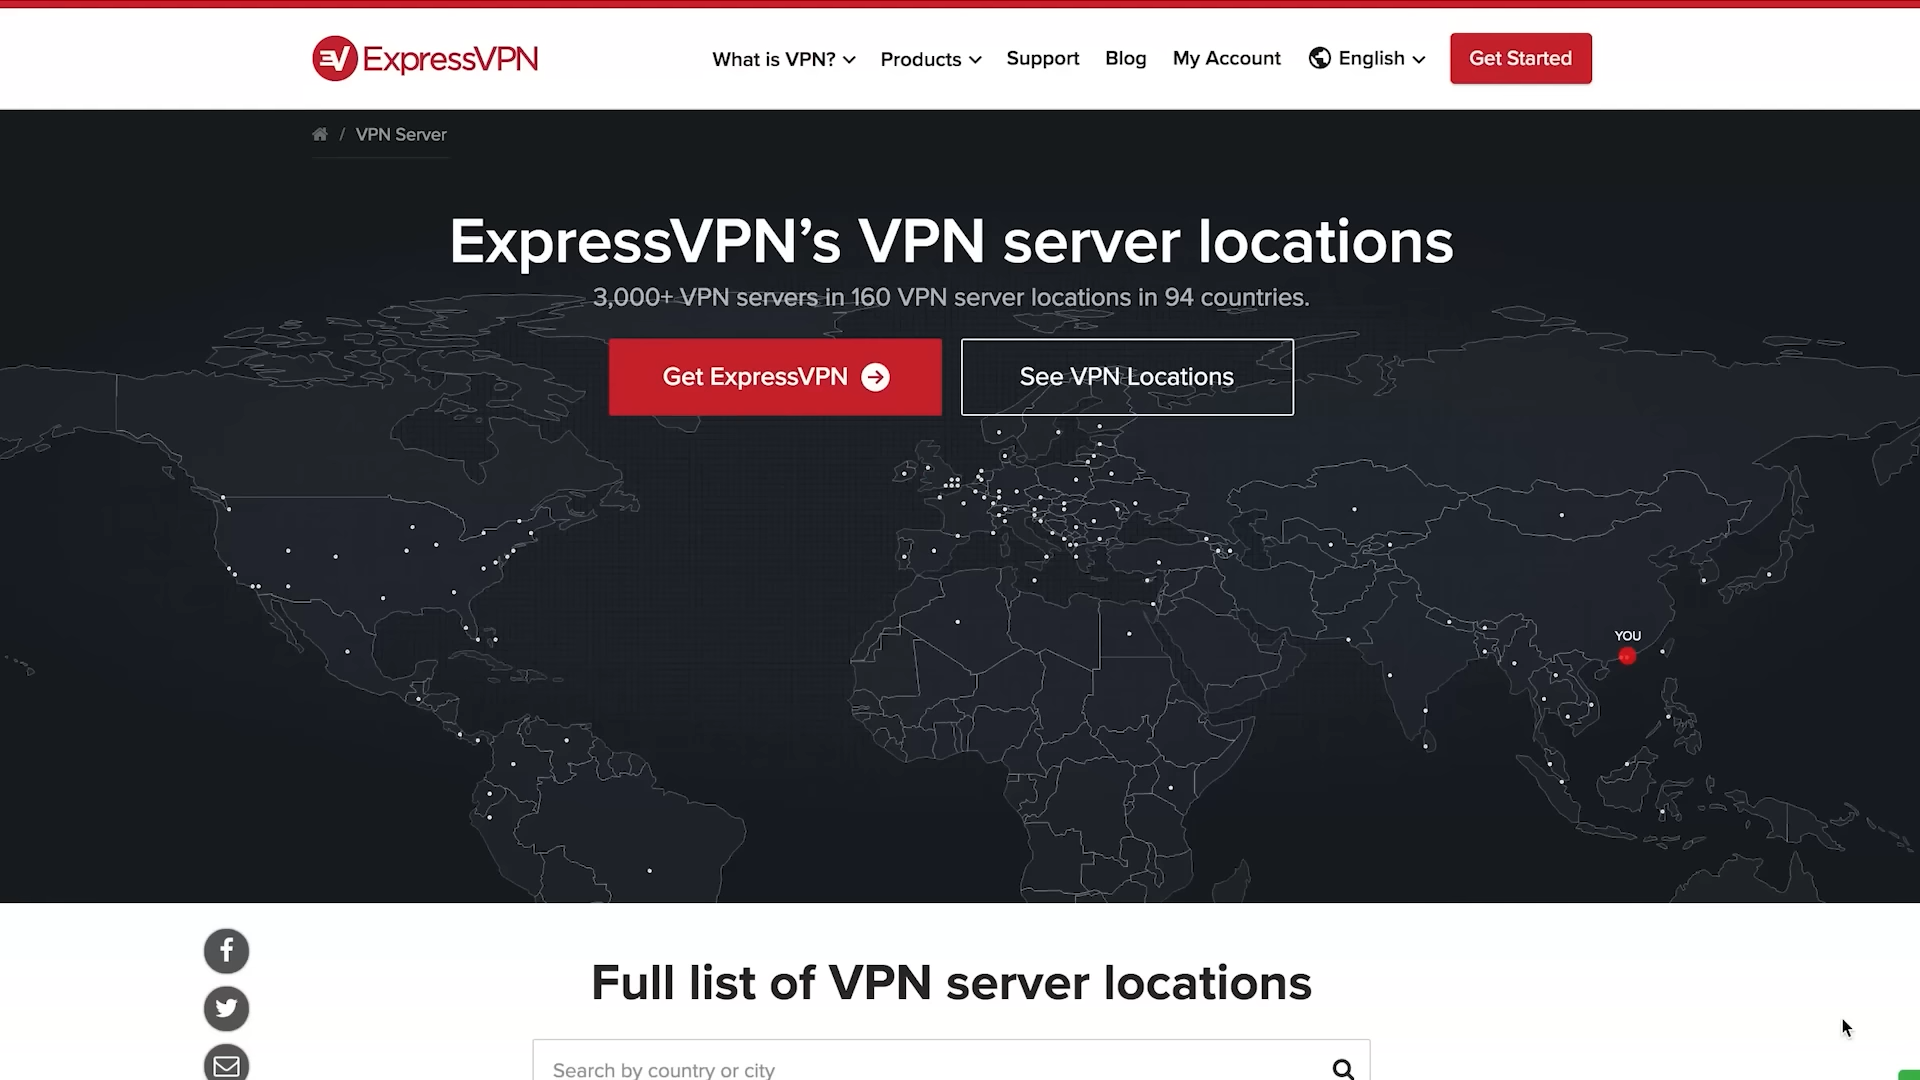 ExpressVPN
What is VPN?
Products
Support
Blog
My Account
English
Get Started
/ VPN Server
ExpressVPN’s VPN server locations
3,000+ VPN servers in 160 VPN server locations in 94 countries.
Get ExpressVPN
See VPN Locations
YOU
Full list of VPN server locations
Search by country or city